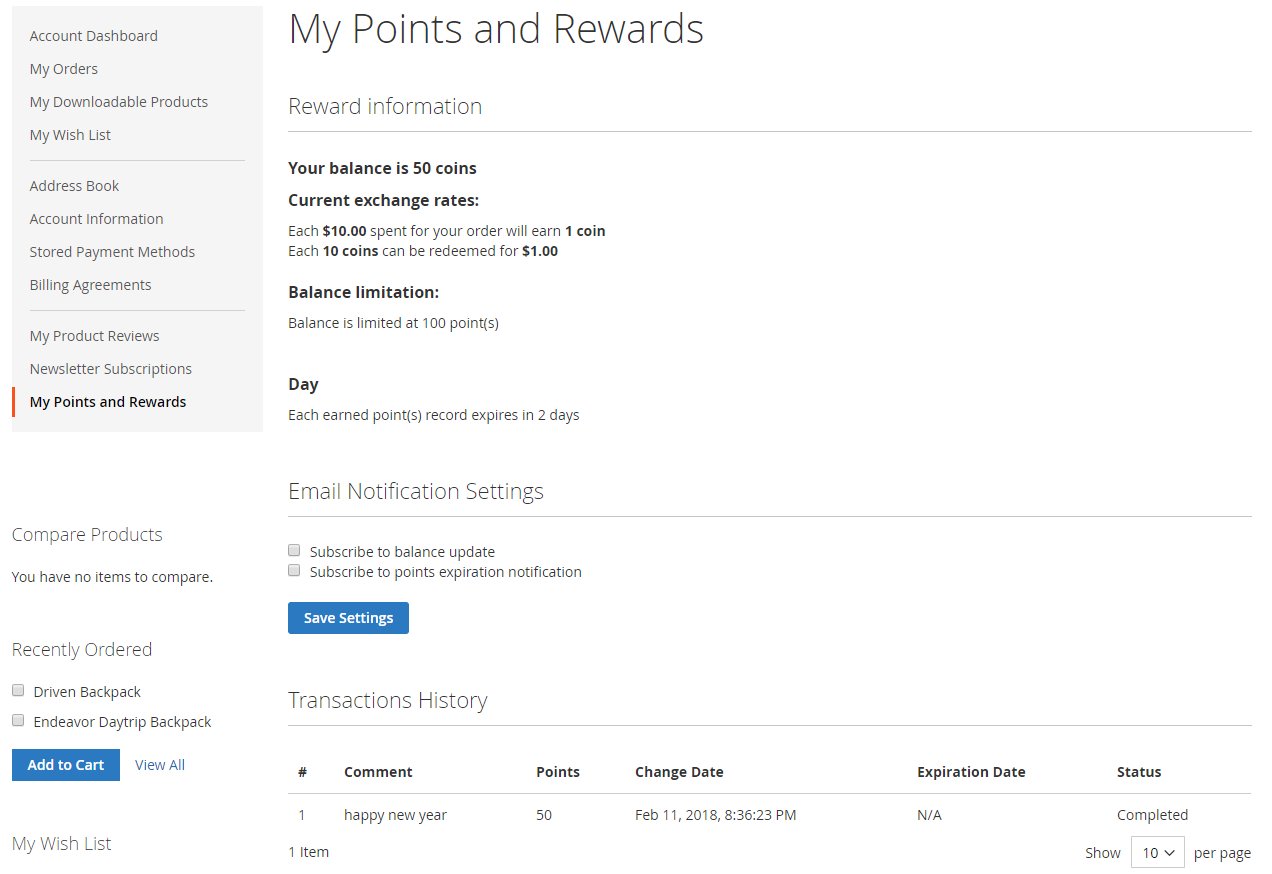 Account Dashboard
My Orders
My Downloadable Products
My Wish List
Address Book
Account Information
Stored Payment Methods
Billing Agreements
My Product Reviews
Newsletter Subscriptions
My Points and Rewards
Compare Products
You have no items to compare.
Recently Ordered
Driven Backpack
Endeavor Daytrip Backpack
Add to Cart View All
My Wish List
My Points and Rewards
Reward information
Your balance is 50 coins
Current exchange rates:
Each $10.00 spent for your order will earn 1 coin
Each 10 coins can be redeemed for $1.00
Balance limitation:
Balance is limited at 100 point(s)
Day
Each earned point(s) record expires in 2 days
Email Notification Settings
Subscribe to balance update
Subscribe to points expiration notification
Save Settings
Transactions History
# Comment Points Change Date Expiration Date Status
1 happy new year 50 Feb 11, 2018, 8:36:23 PM N/A Completed
1 Item Show 10 per page